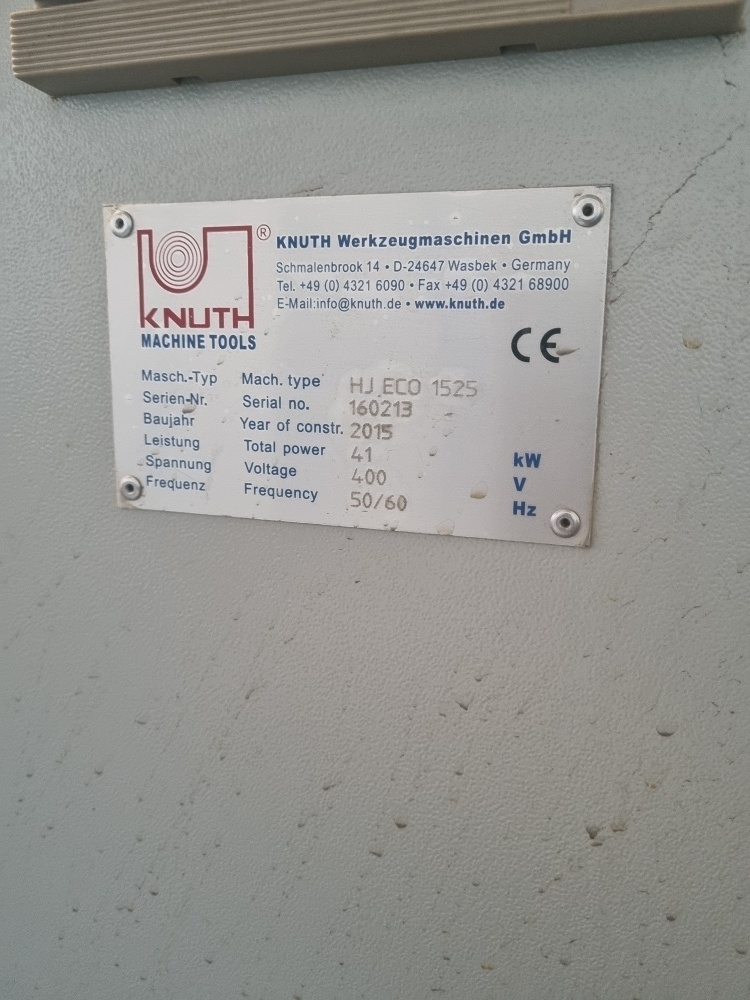 KNUTH ®
MACHINE TOOLS
KNUTH Werkzeugmaschinen GmbH
Schmalenbrook 14 • D-24647 Wasbek • Germany
Tel. +49 (0) 4321 6090 • Fax +49 (0) 4321 68900
E-Mail:info@knuth.de • www.knuth.de
CE
Masch.-Typ Mach. type HJ ECO 1525
Serien-Nr. Serial no. 160213
Baujahr Year of constr. 2015
Leistung Total power 41 kW
Spannung Voltage 400 V
Frequenz Frequency 50/60 Hz